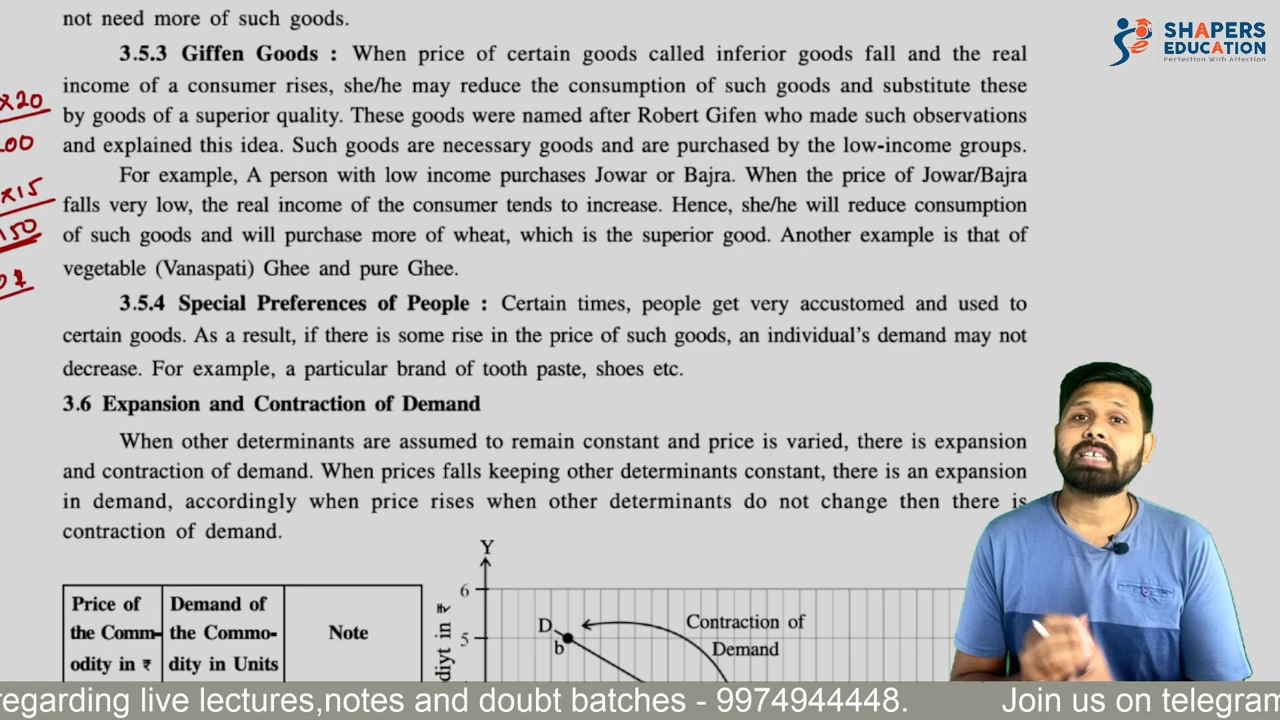 not need more of such goods.
SHAPERS
EDUCATION
Perfection With Affection
3.5.3 Giffen Goods : When price of certain goods called inferior goods fall and the real
income of a consumer rises, she/he may reduce the consumption of such goods and substitute these
by goods of a superior quality. These goods were named after Robert Gifen who made such observations
and explained this idea. Such goods are necessary goods and are purchased by the low-income groups.
For example, A person with low income purchases Jowar or Bajra. When the price of Jowar/Bajra
falls very low, the real income of the consumer tends to increase. Hence, she/he will reduce consumption
of such goods and will purchase more of wheat, which is the superior good. Another example is that of
vegetable (Vanaspati) Ghee and pure Ghee.
×20
00
×15
150
3.5.4 Special Preferences of People : Certain times, people get very accustomed and used to
certain goods. As a result, if there is some rise in the price of such goods, an individual's demand may not
decrease. For example, a particular brand of tooth paste, shoes etc.
3.6 Expansion and Contraction of Demand
When other determinants are assumed to remain constant and price is varied, there is expansion
and contraction of demand. When prices falls keeping other determinants constant, there is an expansion
in demand, accordingly when price rises when other determinants do not change then there is
contraction of demand.
Price of
the Comm-
odity in ₹
Demand of
the Commo-
dity in Units
Note
Y
6
5
diyt in ₹
D
b
Contraction of
Demand
regarding live lectures,notes and doubt batches - 9974944448.
Join us on telegram